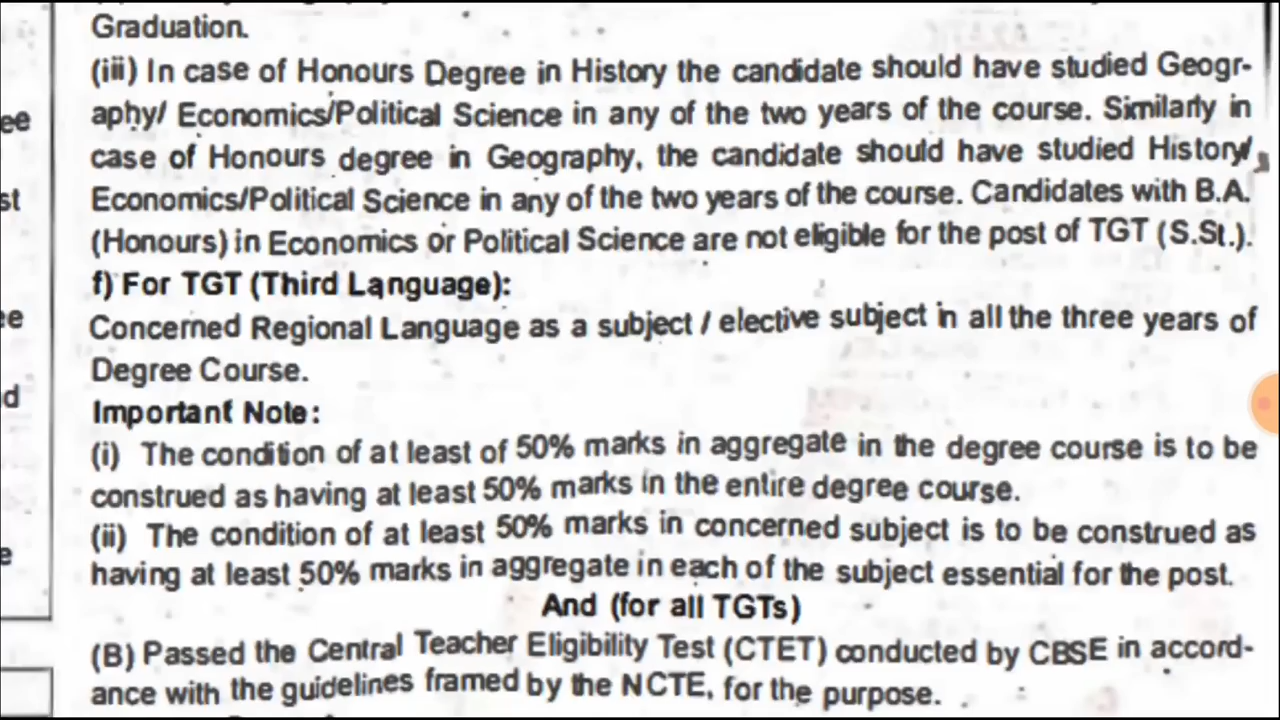 Graduation.
(iii) In case of Honours Degree in History the candidate should have studied Geogr-
aphy/ Economics/Political Science in any of the two years of the course. Similarly in
case of Honours degree in Geography, the candidate should have studied History/
Economics/Political Science in any of the two years of the course. Candidates with B.A.
(Honours) in Economics or Political Science are not eligible for the post of TGT (S.St.).
f) For TGT (Third Language):
Concerned Regional Language as a subject / elective subject in all the three years of
Degree Course.
Important Note:
(i) The condition of at least of 50% marks in aggregate in the degree course is to be
construed as having at least 50% marks in the entire degree course.
(ii) The condition of at least 50% marks in concerned subject is to be construed as
having at least 50% marks in aggregate in each of the subject essential for the post.
And (for all TGTs)
(B) Passed the Central Teacher Eligibility Test (CTET) conducted by CBSE in accord-
ance with the guidelines framed by the NCTE, for the purpose.